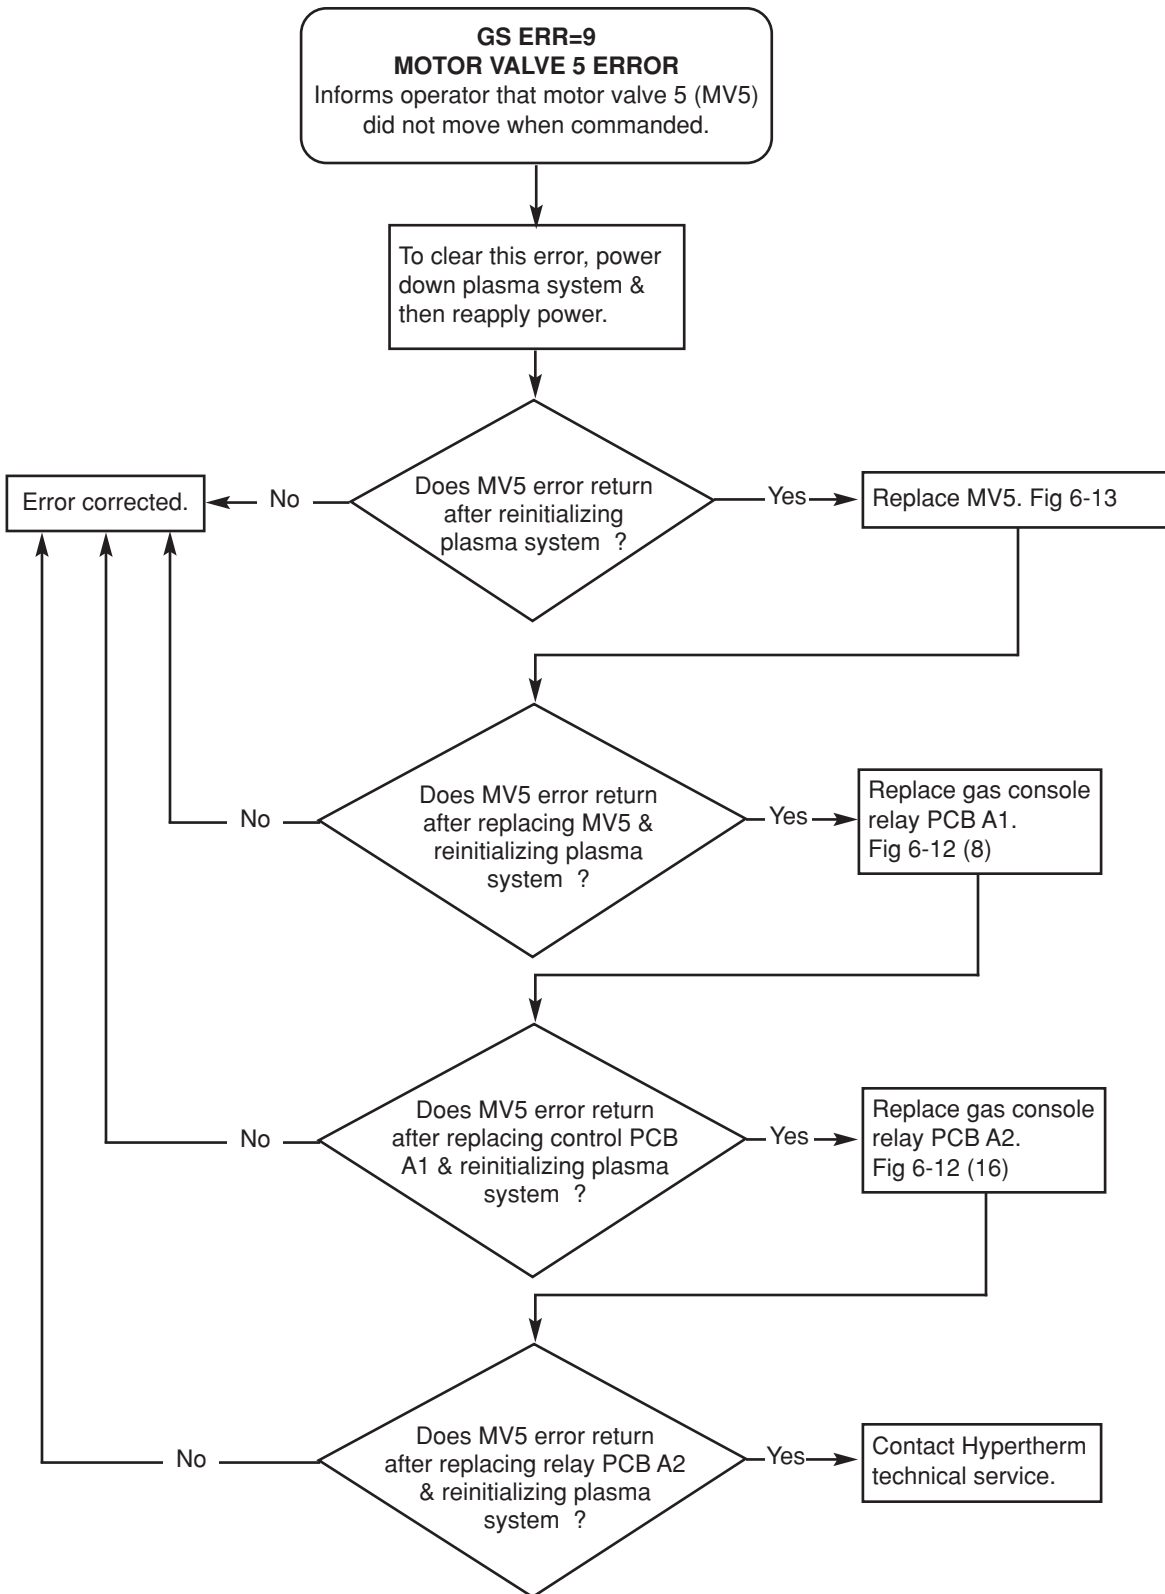 GS ERR=9
MOTOR VALVE 5 ERROR
Informs operator that motor valve 5 (MV5)
did not move when commanded.
To clear this error, power
down plasma system &
then reapply power.
Does MV5 error return
after reinitializing
plasma system ?
No
Error corrected.
Yes
Replace MV5. Fig 6-13
Does MV5 error return
after replacing MV5 &
reinitializing plasma
system ?
No
Yes
Replace gas console
relay PCB A1.
Fig 6-12 (8)
Does MV5 error return
after replacing control PCB
A1 & reinitializing plasma
system ?
No
Yes
Replace gas console
relay PCB A2.
Fig 6-12 (16)
Does MV5 error return
after replacing relay PCB A2
& reinitializing plasma
system ?
No
Yes
Contact Hypertherm
technical service.